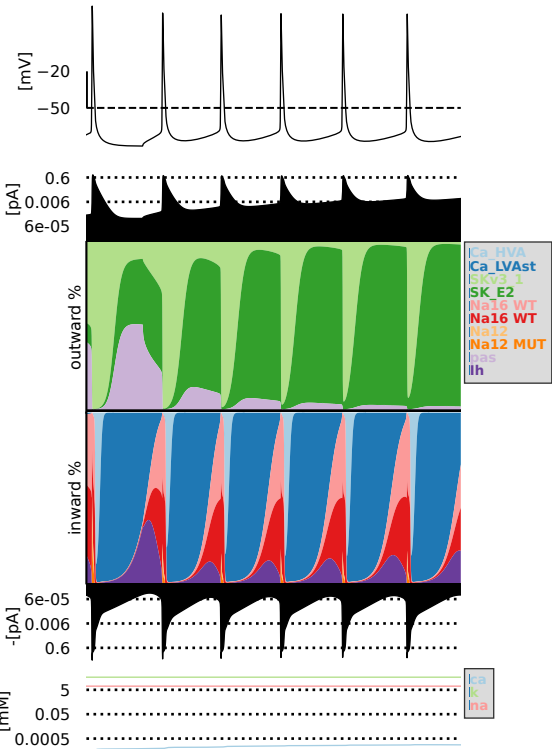 [mV]
−20
−50
[pA]
0.6
0.006
6e-05
outward %
Ca_HVA
Ca_LVAst
SKv3_1
SK_E2
Na16 WT
Na16 WT
Na12
Na12 MUT
pas
Ih
inward %
-[pA]
6e-05
0.006
0.6
[mM]
5
0.05
0.0005
ca
k
na